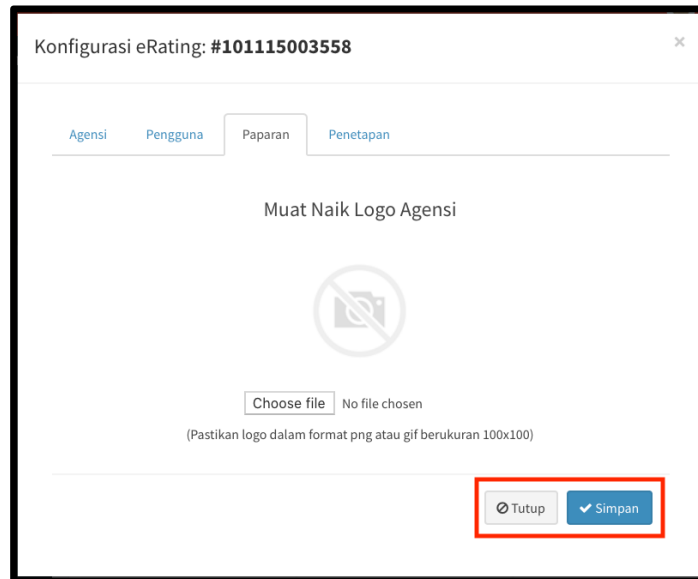 Konfigurasi eRating: #101115003558
×
Agensi Pengguna Paparan Penetapan
Muat Naik Logo Agensi
Choose file No file chosen
(Pastikan logo dalam format png atau gif berukuran 100x100)
Tutup Simpan